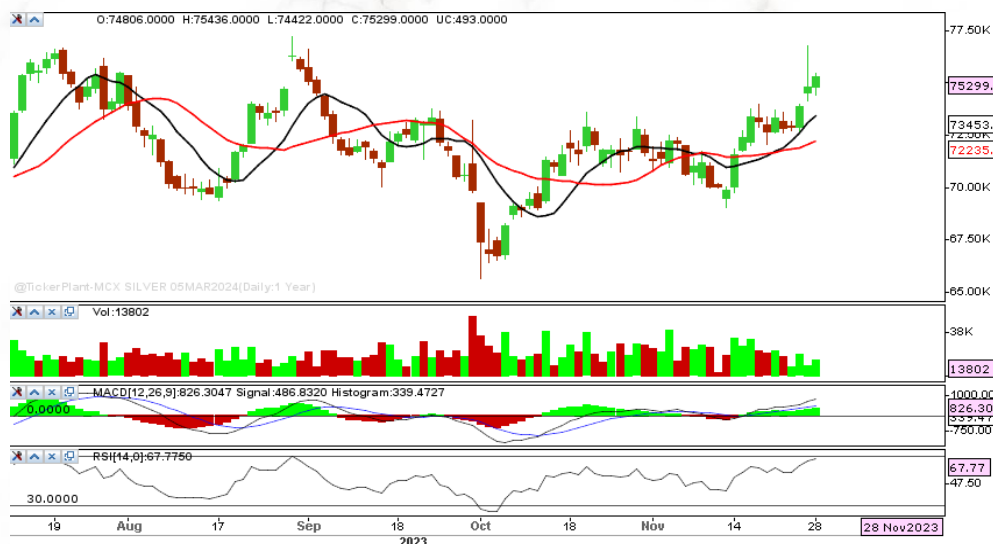 O:74806.0000 H:75436.0000 L:74422.0000 C:75299.0000 UC:493.0000
77.50K
75299.
73453.
72235.
70.00K
67.50K
65.00K
@TickerPlant-MCX SILVER 05MAR2024(Daily:1 Year)
Vol:13802
38K
13802
MACD[12,26,9]:826.3047 Signal:486.8320 Histogram:339.4727
0.0000
1000.00
826.30
-750.00
RSI[14,0]:67.7750
67.77
47.50
30.0000
19 Aug 17 Sep 18 Oct 18 Nov 14 28 28 Nov2023
2023